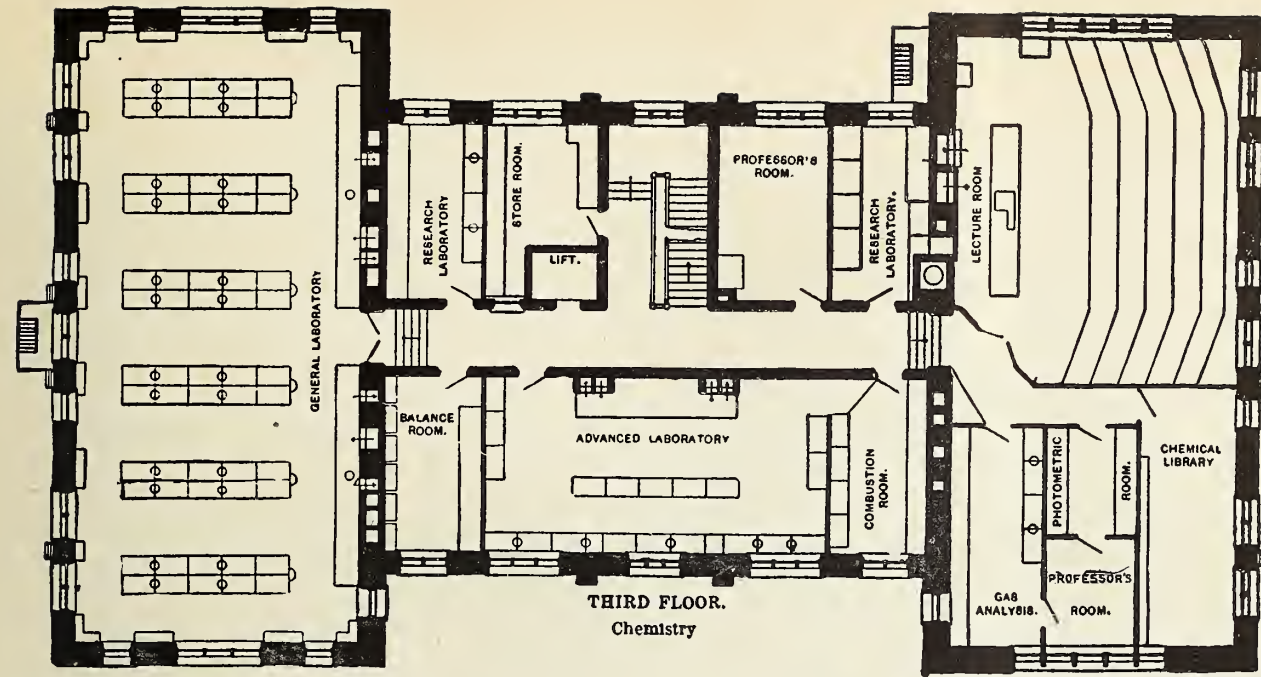 GENERAL LABORATORY
RESEARCH
LABORATORY
STORE ROOM.
LIFT.
PROFESSOR'S
ROOM.
RESEARCH
LABORATORY.
LECTURE ROOM
BALANCE
ROOM.
ADVANCED LABORATORY
COMBUSTION
ROOM.
PHOTOMETRIC
ROOM.
CHEMICAL
LIBRARY
GAS
ANALYSIS.
PROFESSOR'S
ROOM.
THIRD FLOOR.
Chemistry